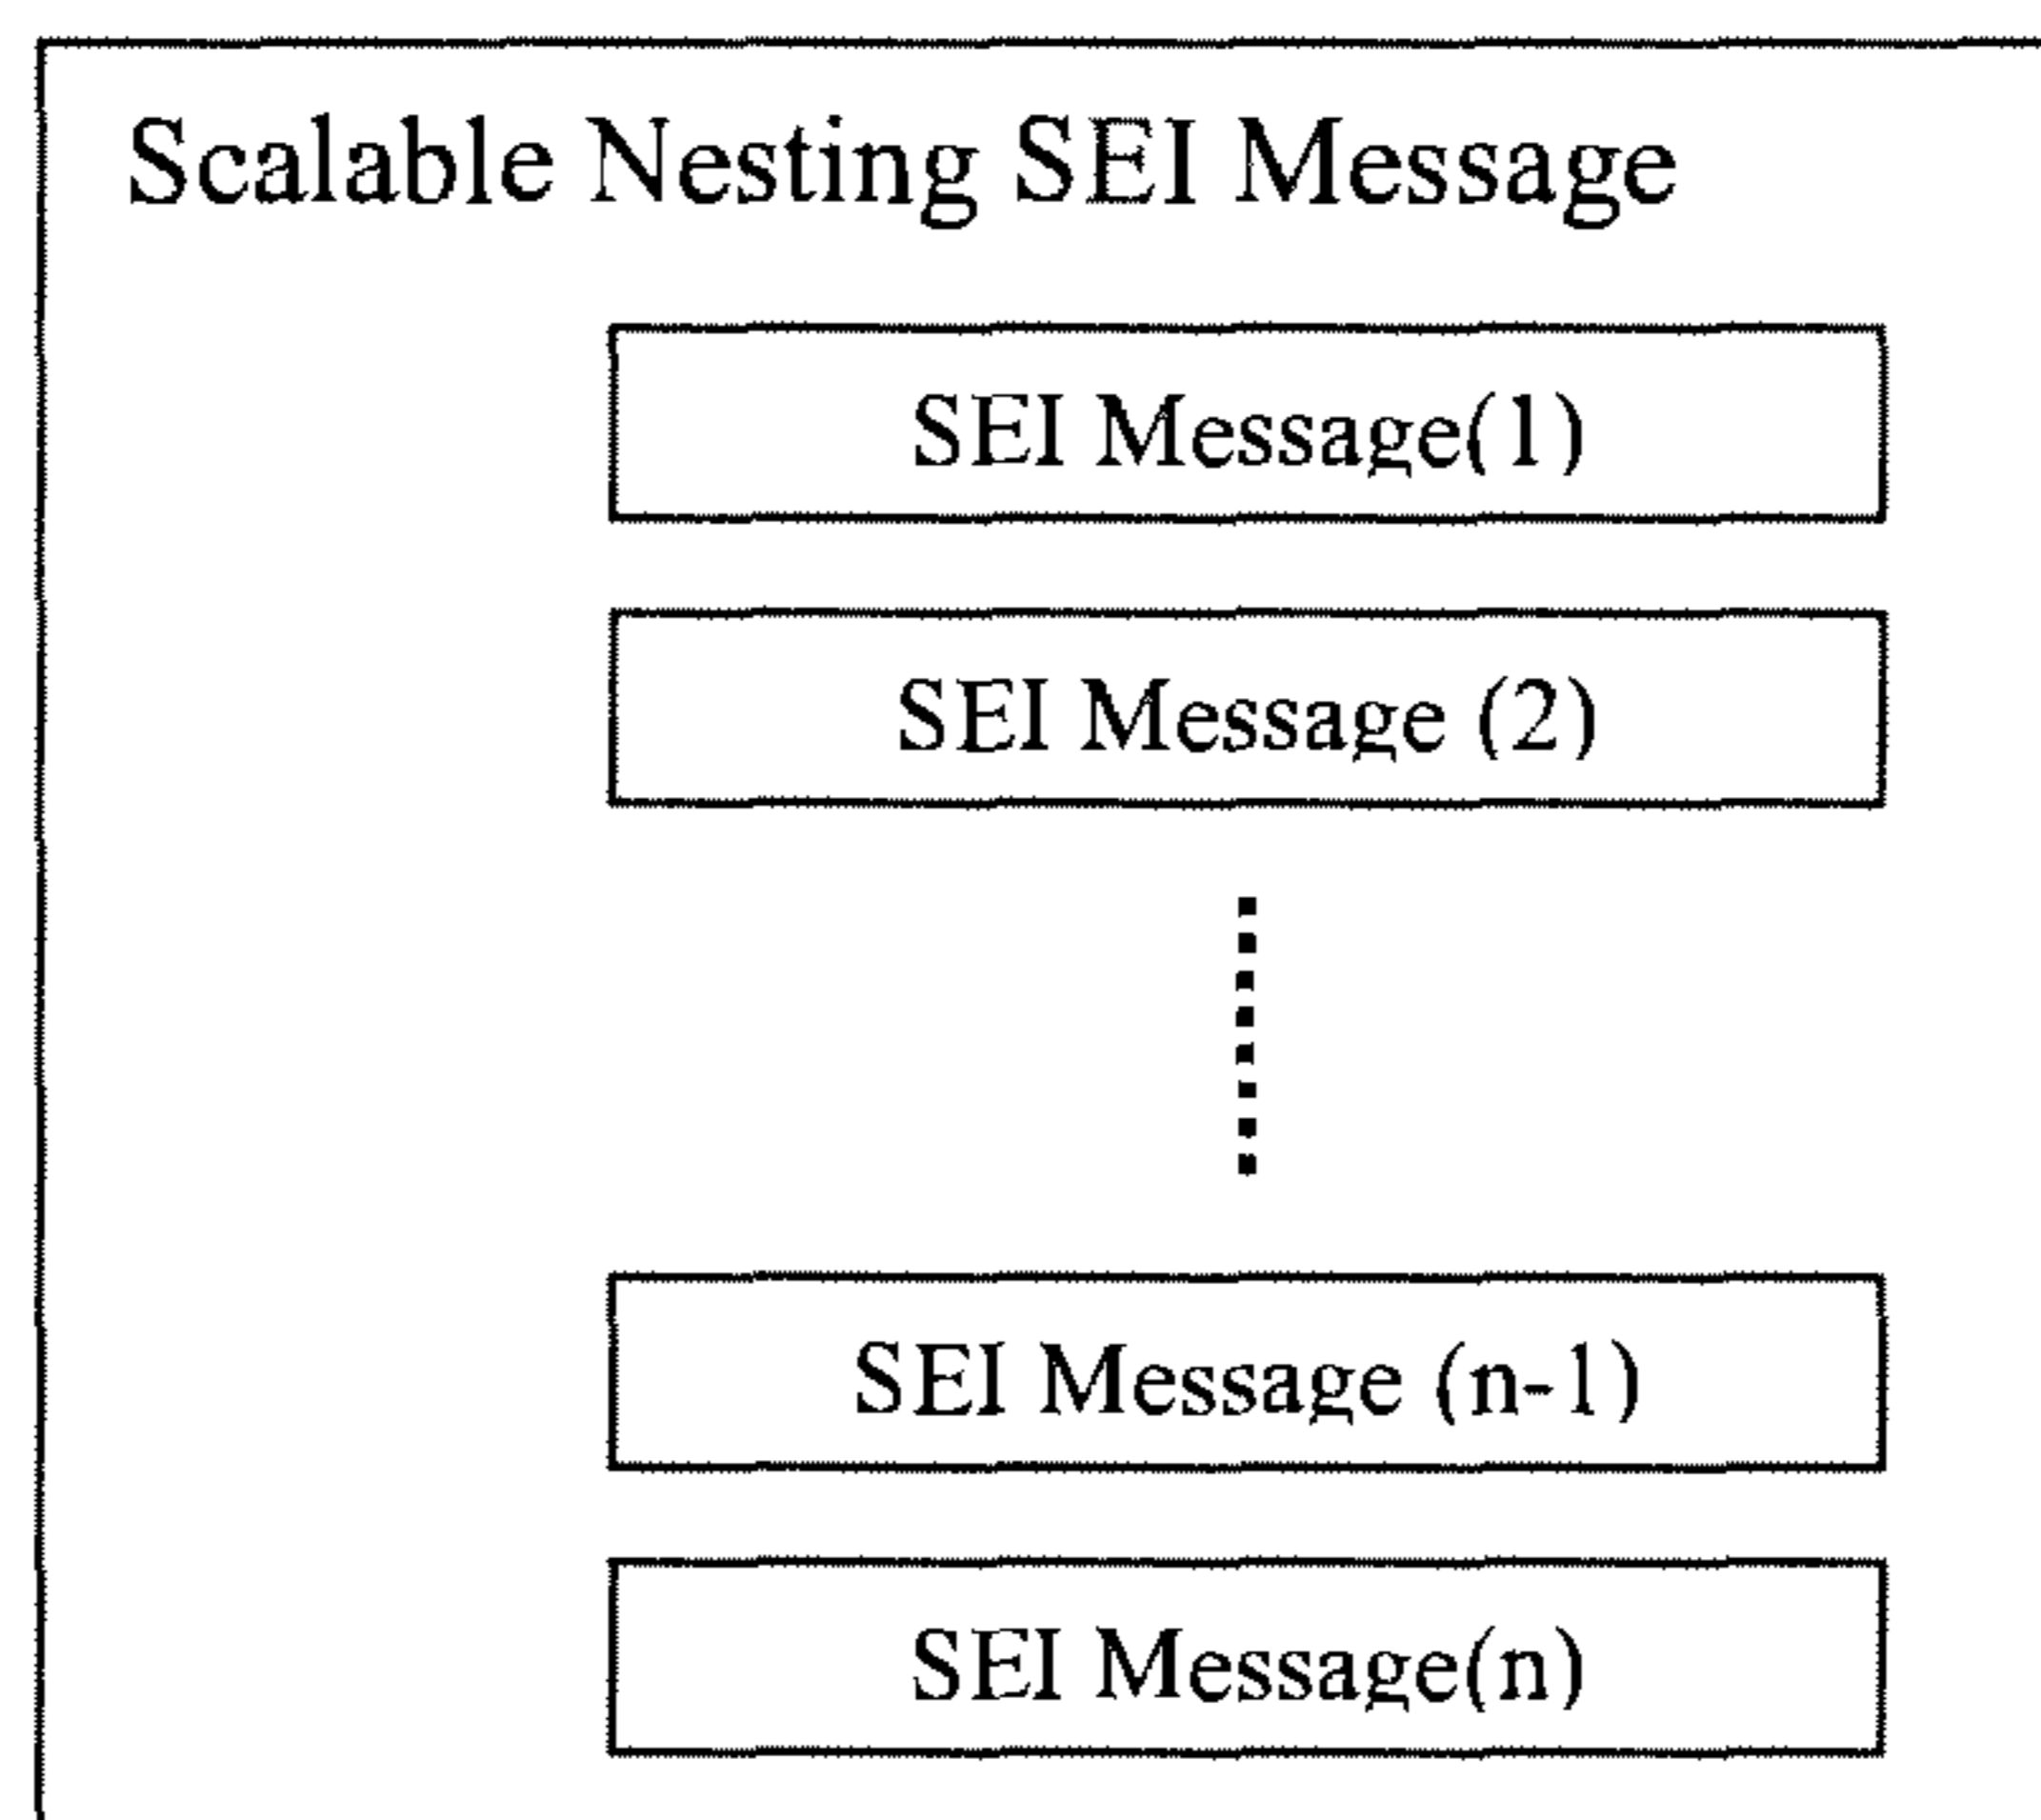 Scalable Nesting SEI Message
SEI Message(1)
SEI Message (2)
SEI Message (n-1)
SEI Message(n)